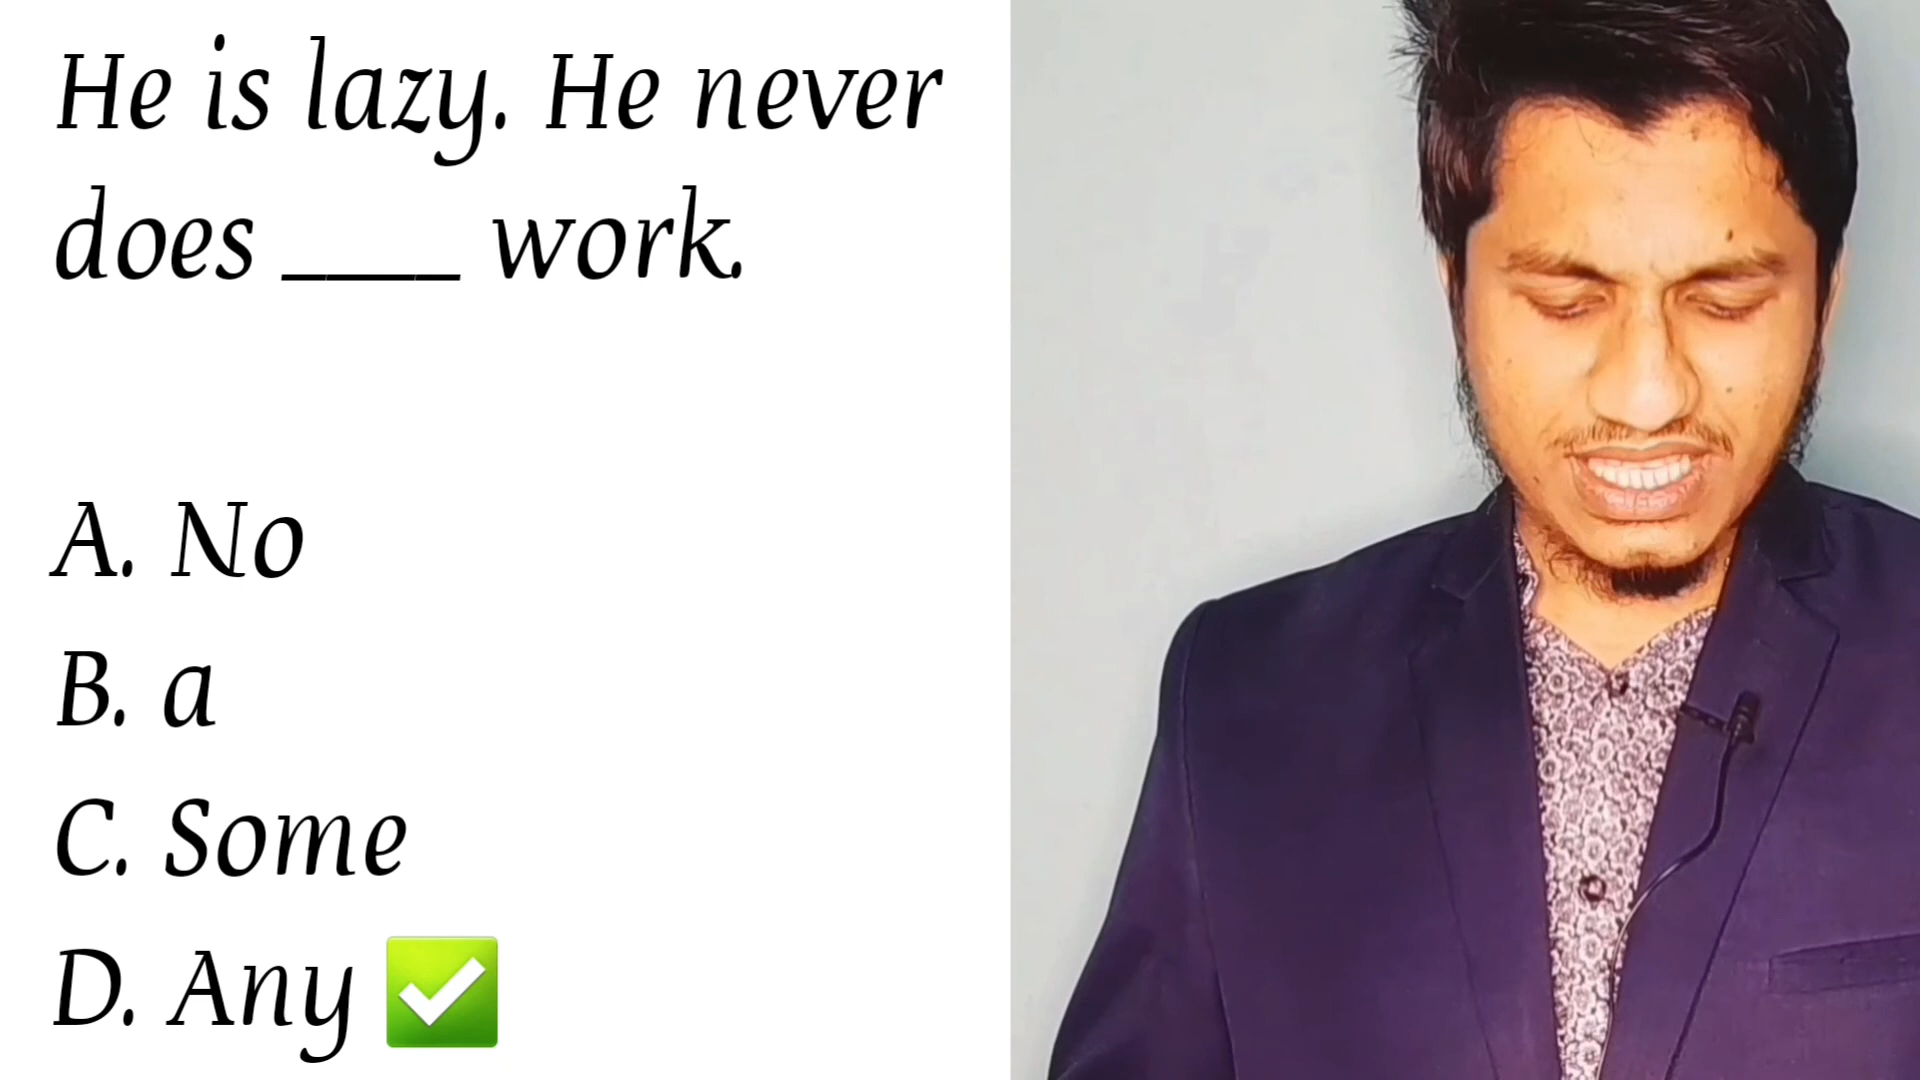 He is lazy. He never
does ____ work.
A. No
B. a
C. Some
D. Any ✅